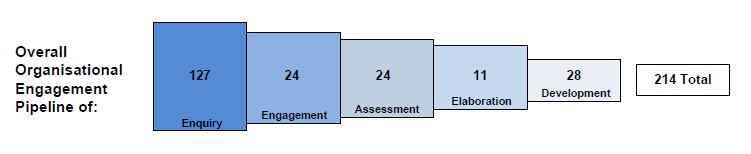 Overall
Organisational
Engagement
Pipeline of:
127
Enquiry
24
Engagement
24
Assessment
11
Elaboration
28
Development
214 Total